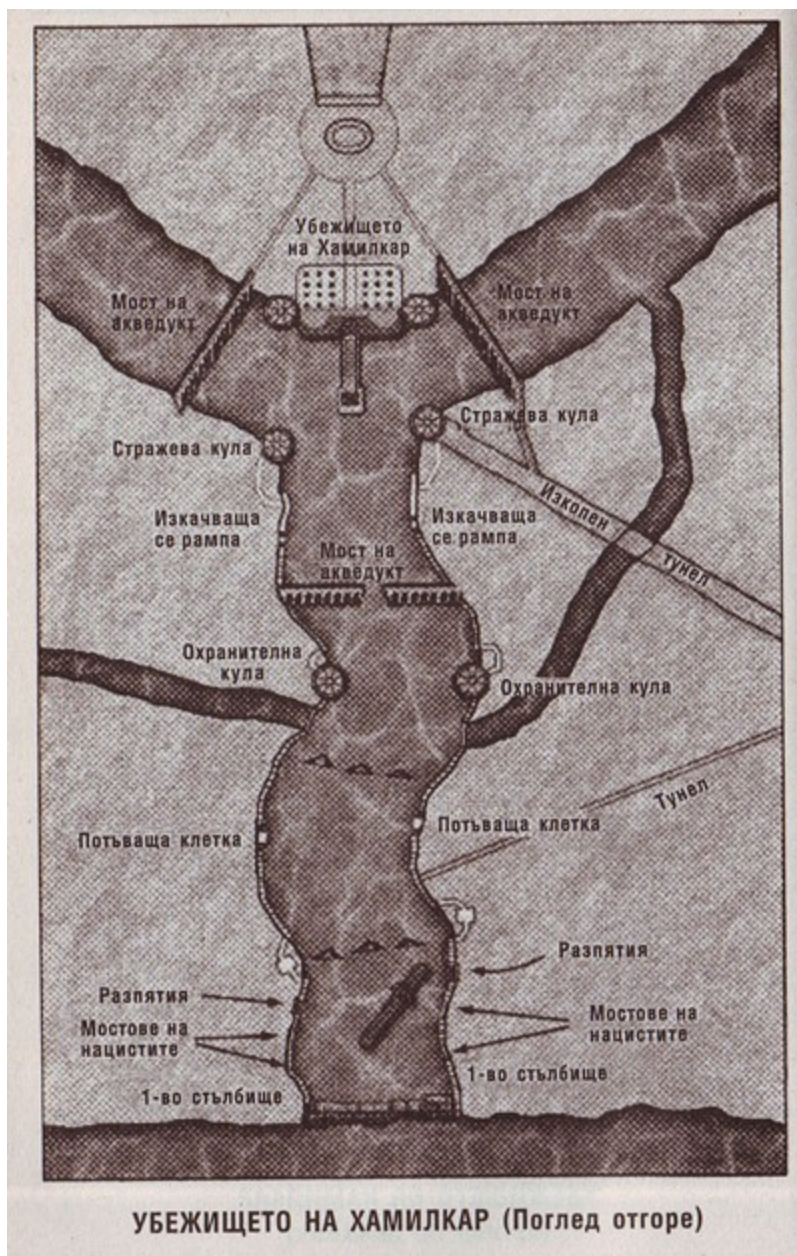 Убежището
на Хамилкар
Мост на
акведукт
Мост на
акведукт
Стражева кула
Стражева кула
Изкачваща
се рампа
Изкачваща
се рампа
Изкопен тунел
Мост на
акведукт
Охранителна
кула
Охранителна кула
Тунел
Потъваща клетка
Потъваща клетка
Разпятия
Разпятия
Мостове на
нацистите
Мостове на
нацистите
1-во стълбище
1-во стълбище
УБЕЖИЩЕТО НА ХАМИЛКАР (Поглед отгоре)